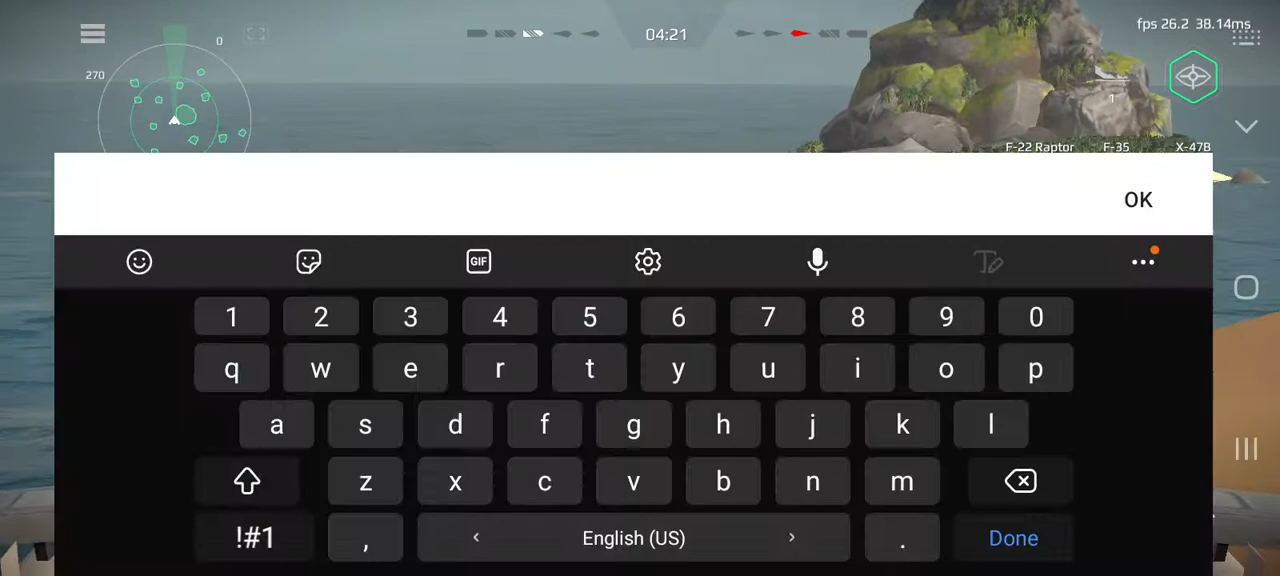 04:21
fps 26.2 38.14ms
0
270
1
F-22 Raptor F-35 X-47B
OK
GIF
1 2 3 4 5 6 7 8 9 0
q w e r t y u i o p
a s d f g h j k l
z x c v b n m
!#1 , < English (US) > . Done